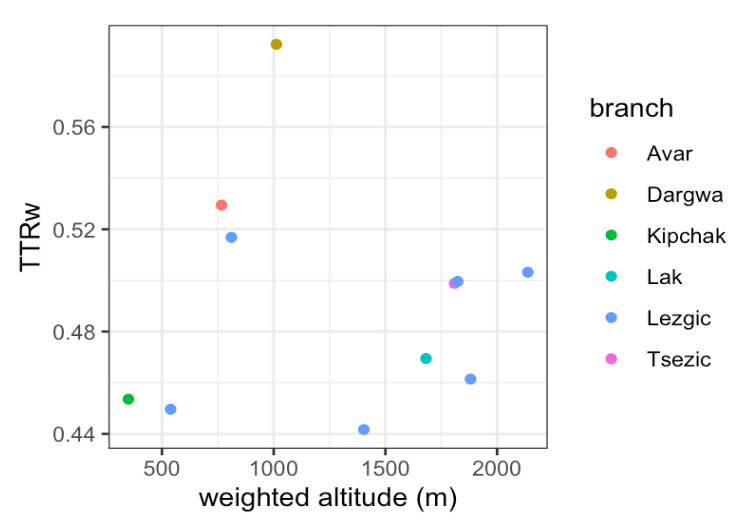 TTRw
0.56
0.52
0.48
0.44
500 1000 1500 2000
weighted altitude (m)
branch
Avar
Dargwa
Kipchak
Lak
Lezgic
Tsezic